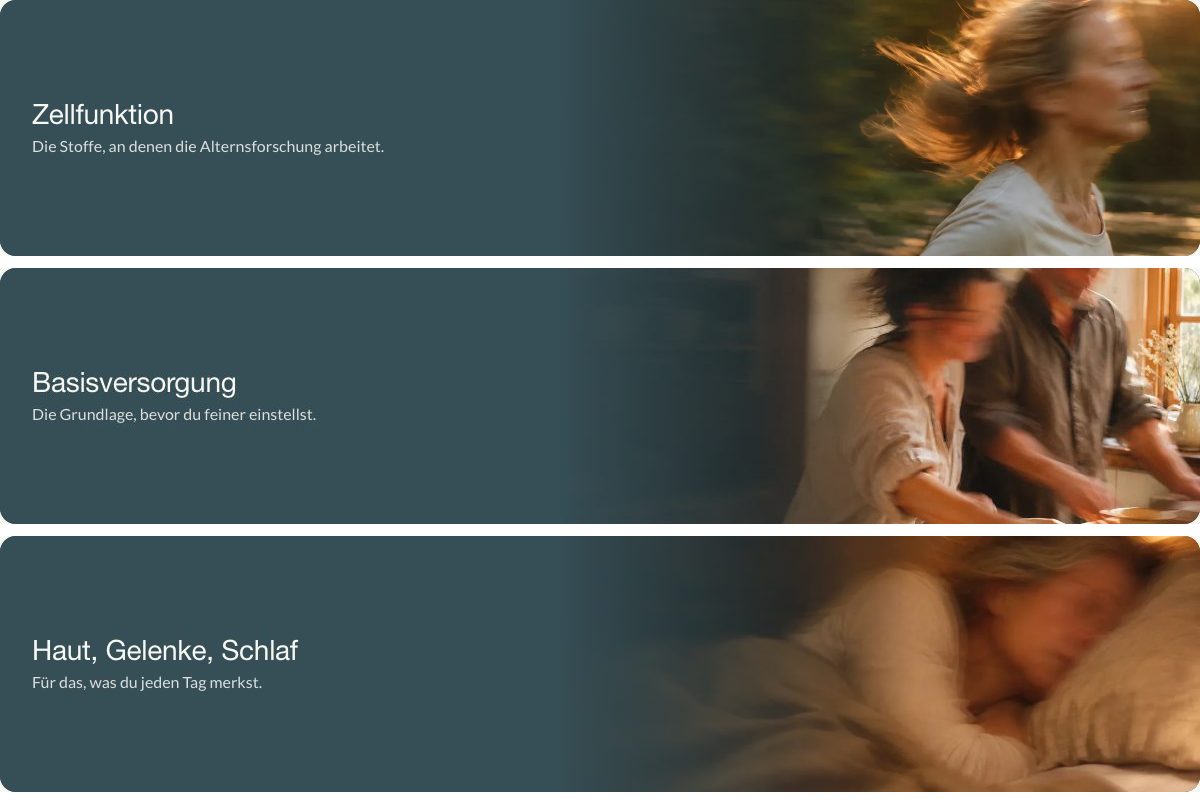 Zellfunktion
Die Stoffe, an denen die Alternsforschung arbeitet.
Basisversorgung
Die Grundlage, bevor du feiner einstellst.
Haut, Gelenke, Schlaf
Für das, was du jeden Tag merkst.